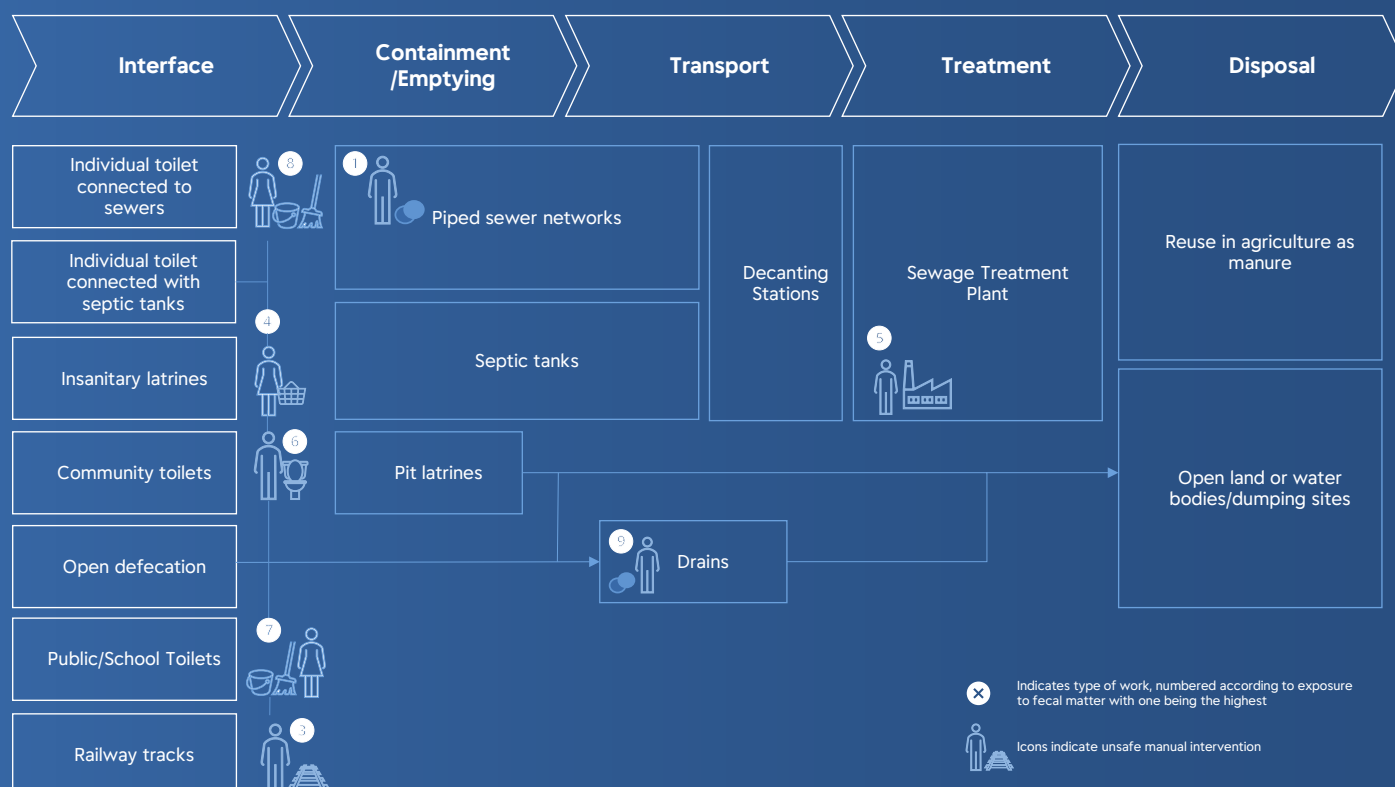 Interface
Containment
/Emptying
Transport
Treatment
Disposal
Individual toilet
connected to
sewers
8
1
Piped sewer networks
Decanting
Stations
Sewage Treatment
Plant
5
Reuse in agriculture as
manure
Individual toilet
connected with
septic tanks
4
Septic tanks
Insanitary latrines
Community toilets
6
Pit latrines
Open land or water
bodies/dumping sites
Open defecation
9
Drains
Public/School Toilets
7
Railway tracks
3
Indicates type of work, numbered according to exposure
to fecal matter with one being the highest
Icons indicate unsafe manual intervention